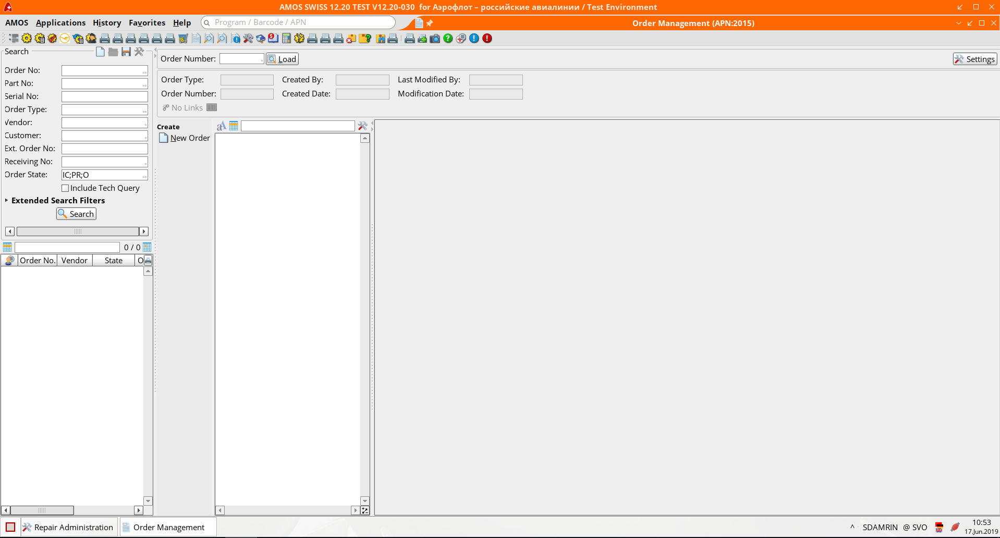 AMOS SWISS 12.20 TEST V12.20-030  for Аэрофлот – российские авиалинии / Test Environment
AMOS Applications History Favorites Help Program / Barcode / APN
Order Management (APN:2015)
Search
Order No:
Part No:
Serial No:
Order Type:
Vendor:
Customer:
Ext. Order No:
Receiving No:
Order State: IC;PR;O
Include Tech Query
Extended Search Filters
Search
0 / 0
Order No. Vendor State O
Order Number: Load Settings
Order Type: Created By: Last Modified By:
Order Number: Created Date: Modification Date:
No Links
Create
New Order
Repair Administration Order Management
^ SDAMRIN @ SVO
10:53
17.Jun.2019